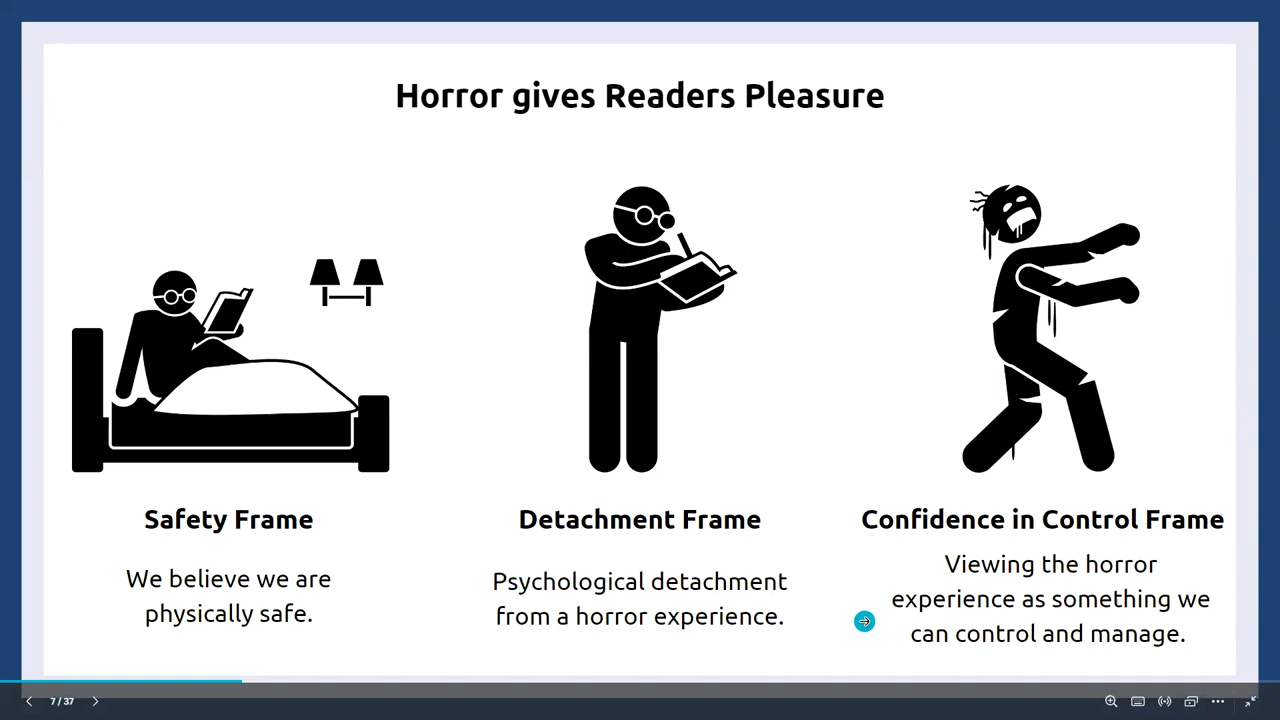 Horror gives Readers Pleasure
Safety Frame
We believe we are
physically safe.
Detachment Frame
Psychological detachment
from a horror experience.
Confidence in Control Frame
Viewing the horror
experience as something we
can control and manage.
7 / 37